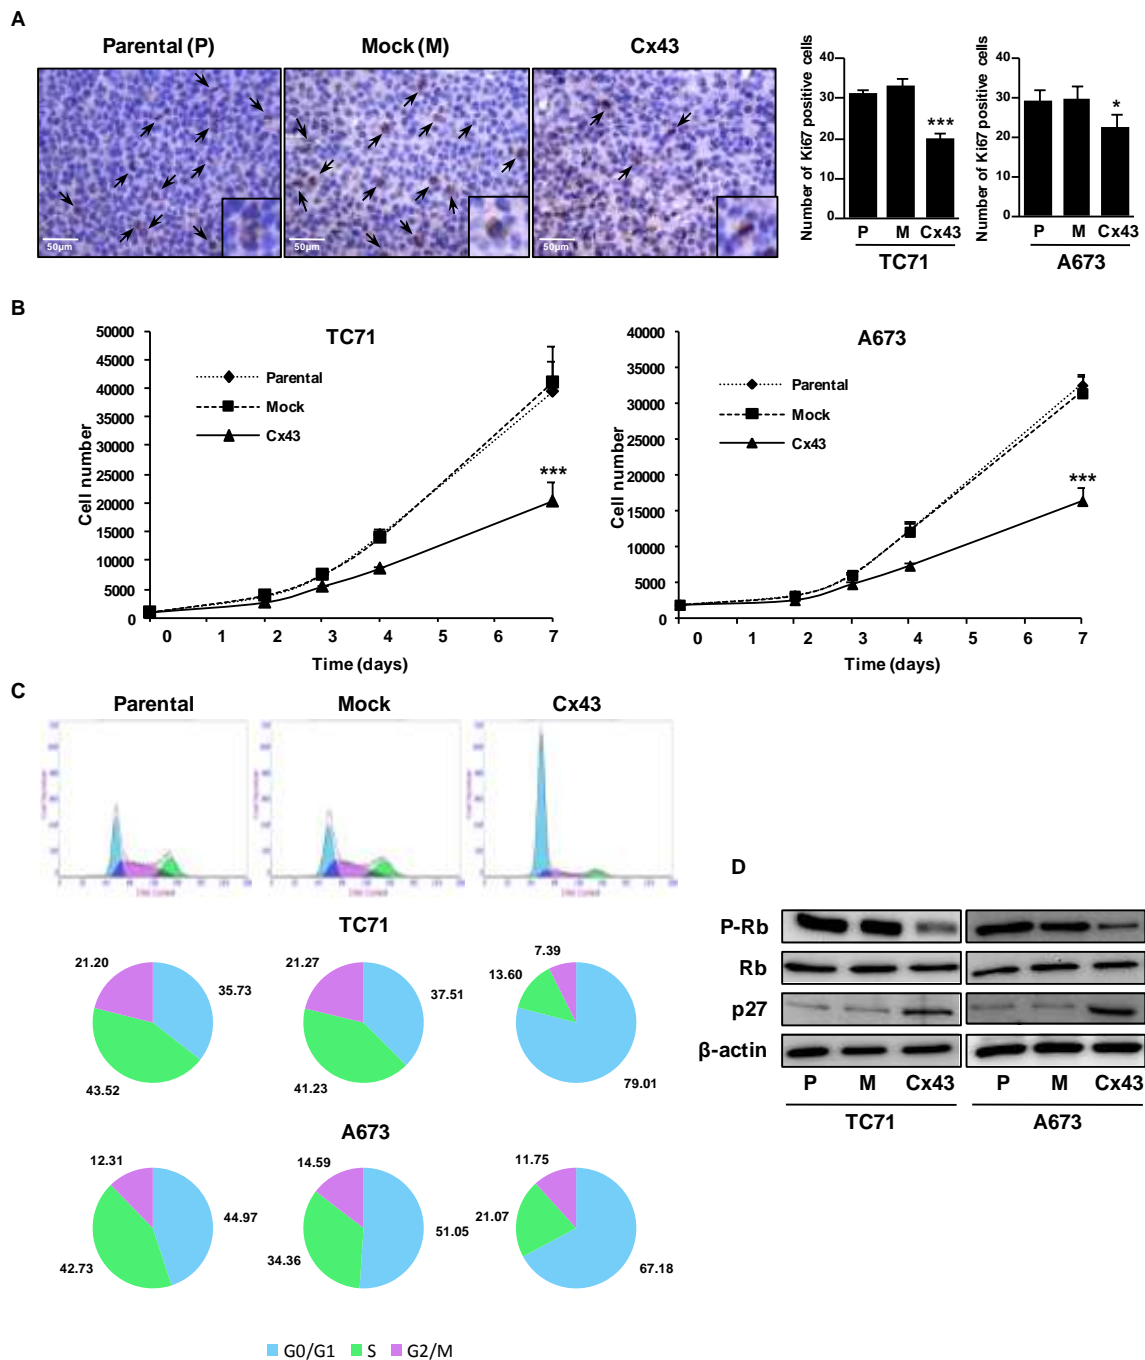 A
Parental (P)
Mock (M)
Cx43
50µm
50µm
50µm
Number of Ki67 positive cells
40
30
20
10
0
***
P M Cx43
TC71
Number of Ki67 positive cells
40
30
20
10
0
*
P M Cx43
A673
B
TC71
Cell number
50000
45000
40000
35000
30000
25000
20000
15000
10000
5000
0
Parental
Mock
Cx43
***
0 1 2 3 4 5 6 7
Time (days)
A673
Cell number
40000
35000
30000
25000
20000
15000
10000
5000
0
Parental
Mock
Cx43
***
0 1 2 3 4 5 6 7
Time (days)
C
Parental
Mock
Cx43
TC71
21.20
35.73
43.52
21.27
37.51
41.23
7.39
13.60
79.01
A673
12.31
44.97
42.73
14.59
51.05
34.36
11.75
21.07
67.18
G0/G1 S G2/M
D
P-Rb
Rb
p27
β-actin
P M Cx43
TC71
P M Cx43
A673